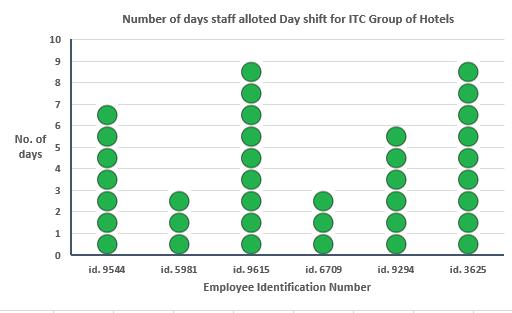 Number of days staff alloted Day shift for ITC Group of Hotels
10
9
8
7
6
5
4
3
2
1
0
No. of
days
id. 9544 id. 5981 id. 9615 id. 6709 id. 9294 id. 3625
Employee Identification Number